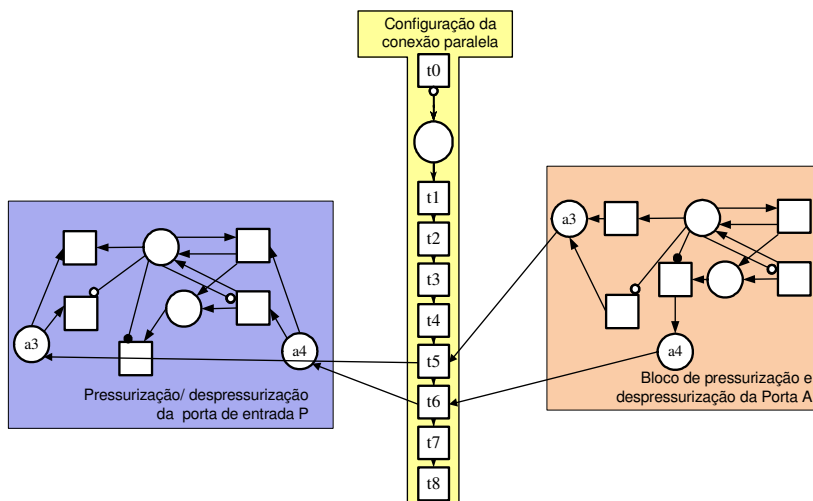 Configuração da
conexão paralela
t0
t1
t2
t3
t4
t5
t6
t7
t8
a3
a4
Pressurização/ despressurização
da porta de entrada P
a3
a4
Bloco de pressurização e
despressurização da Porta A